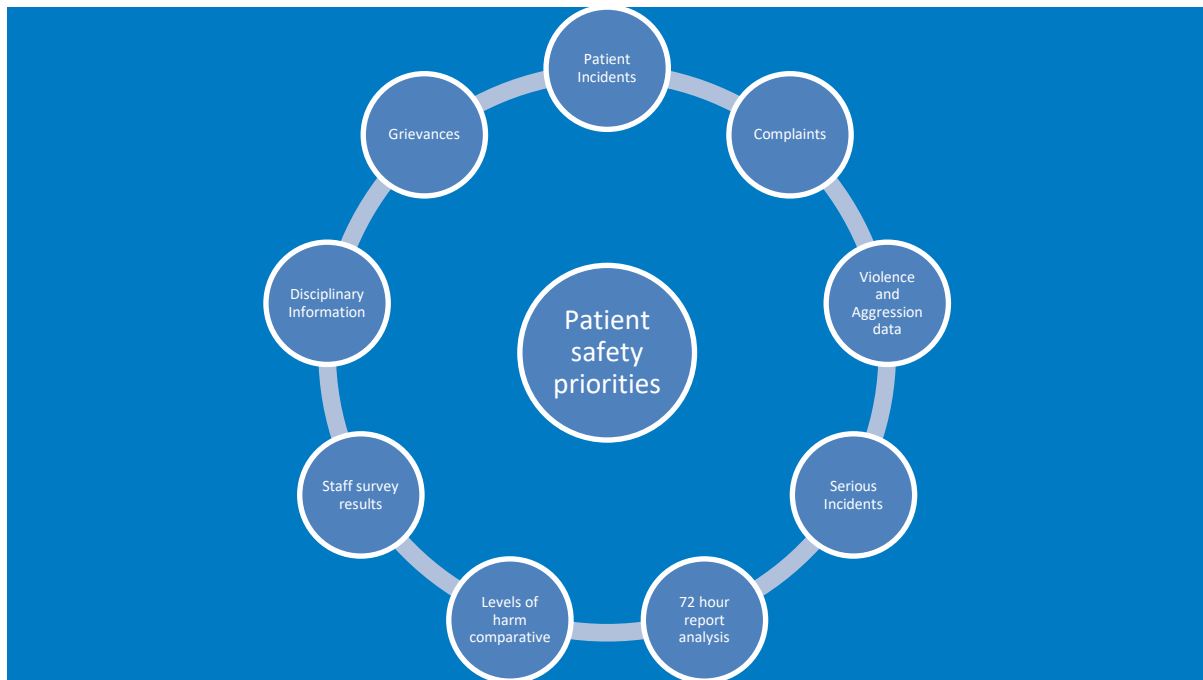 Patient
Incidents
Complaints
Violence
and
Aggression
data
Serious
Incidents
72 hour
report
analysis
Levels of
harm
comparative
Staff survey
results
Disciplinary
Information
Grievances
Patient
safety
priorities